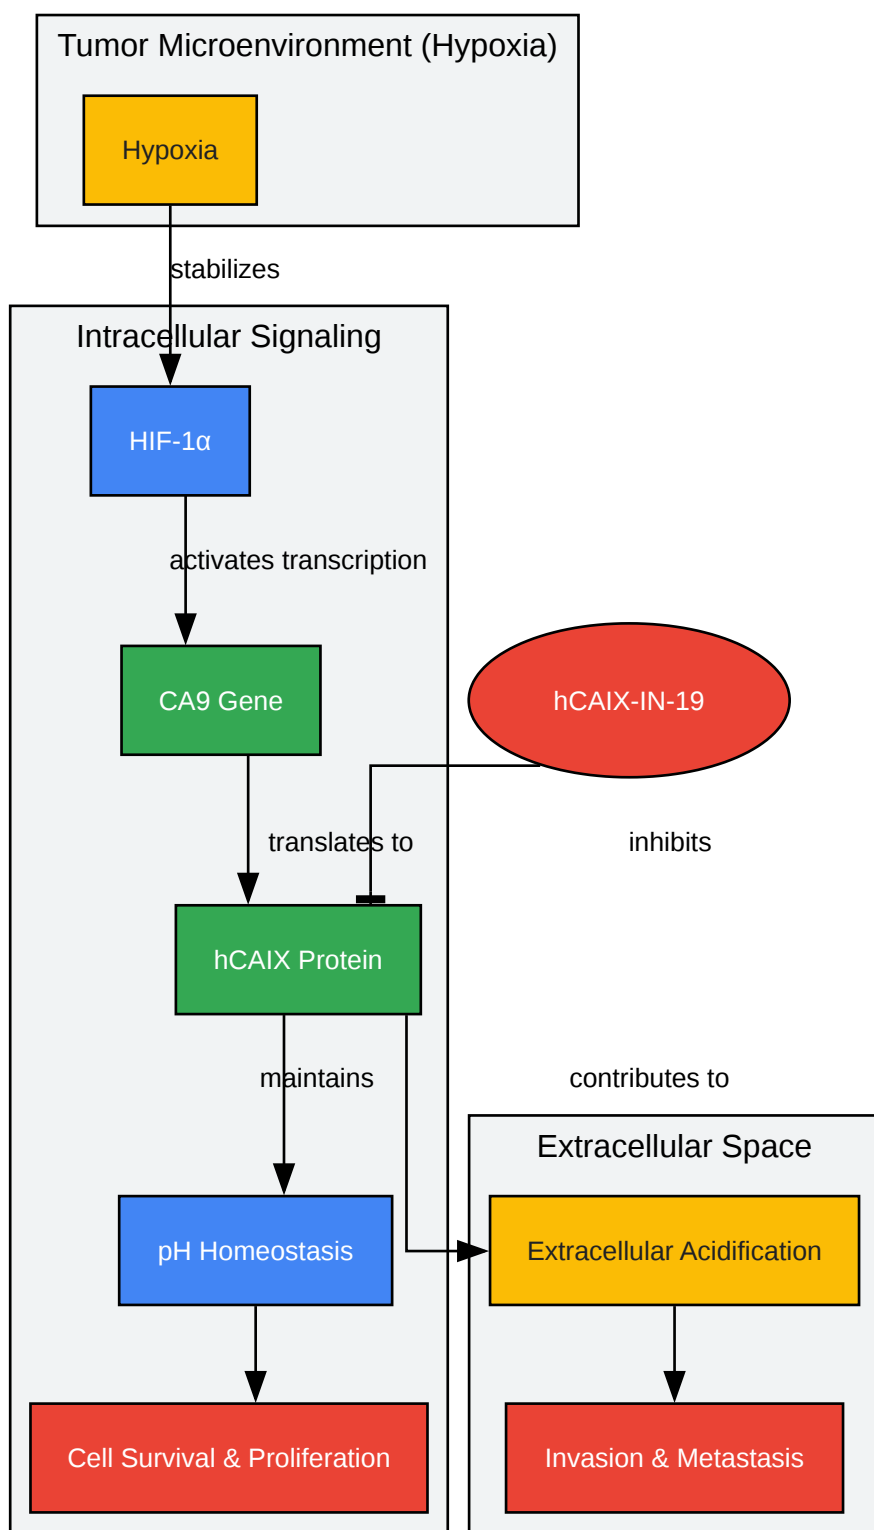 Tumor Microenvironment (Hypoxia)
Hypoxia
stabilizes
Intracellular Signaling
HIF-1α
activates transcription
CA9 Gene
hCAIX-IN-19
translates to
inhibits
hCAIX Protein
maintains
contributes to
Extracellular Space
pH Homeostasis
Extracellular Acidification
Cell Survival & Proliferation
Invasion & Metastasis